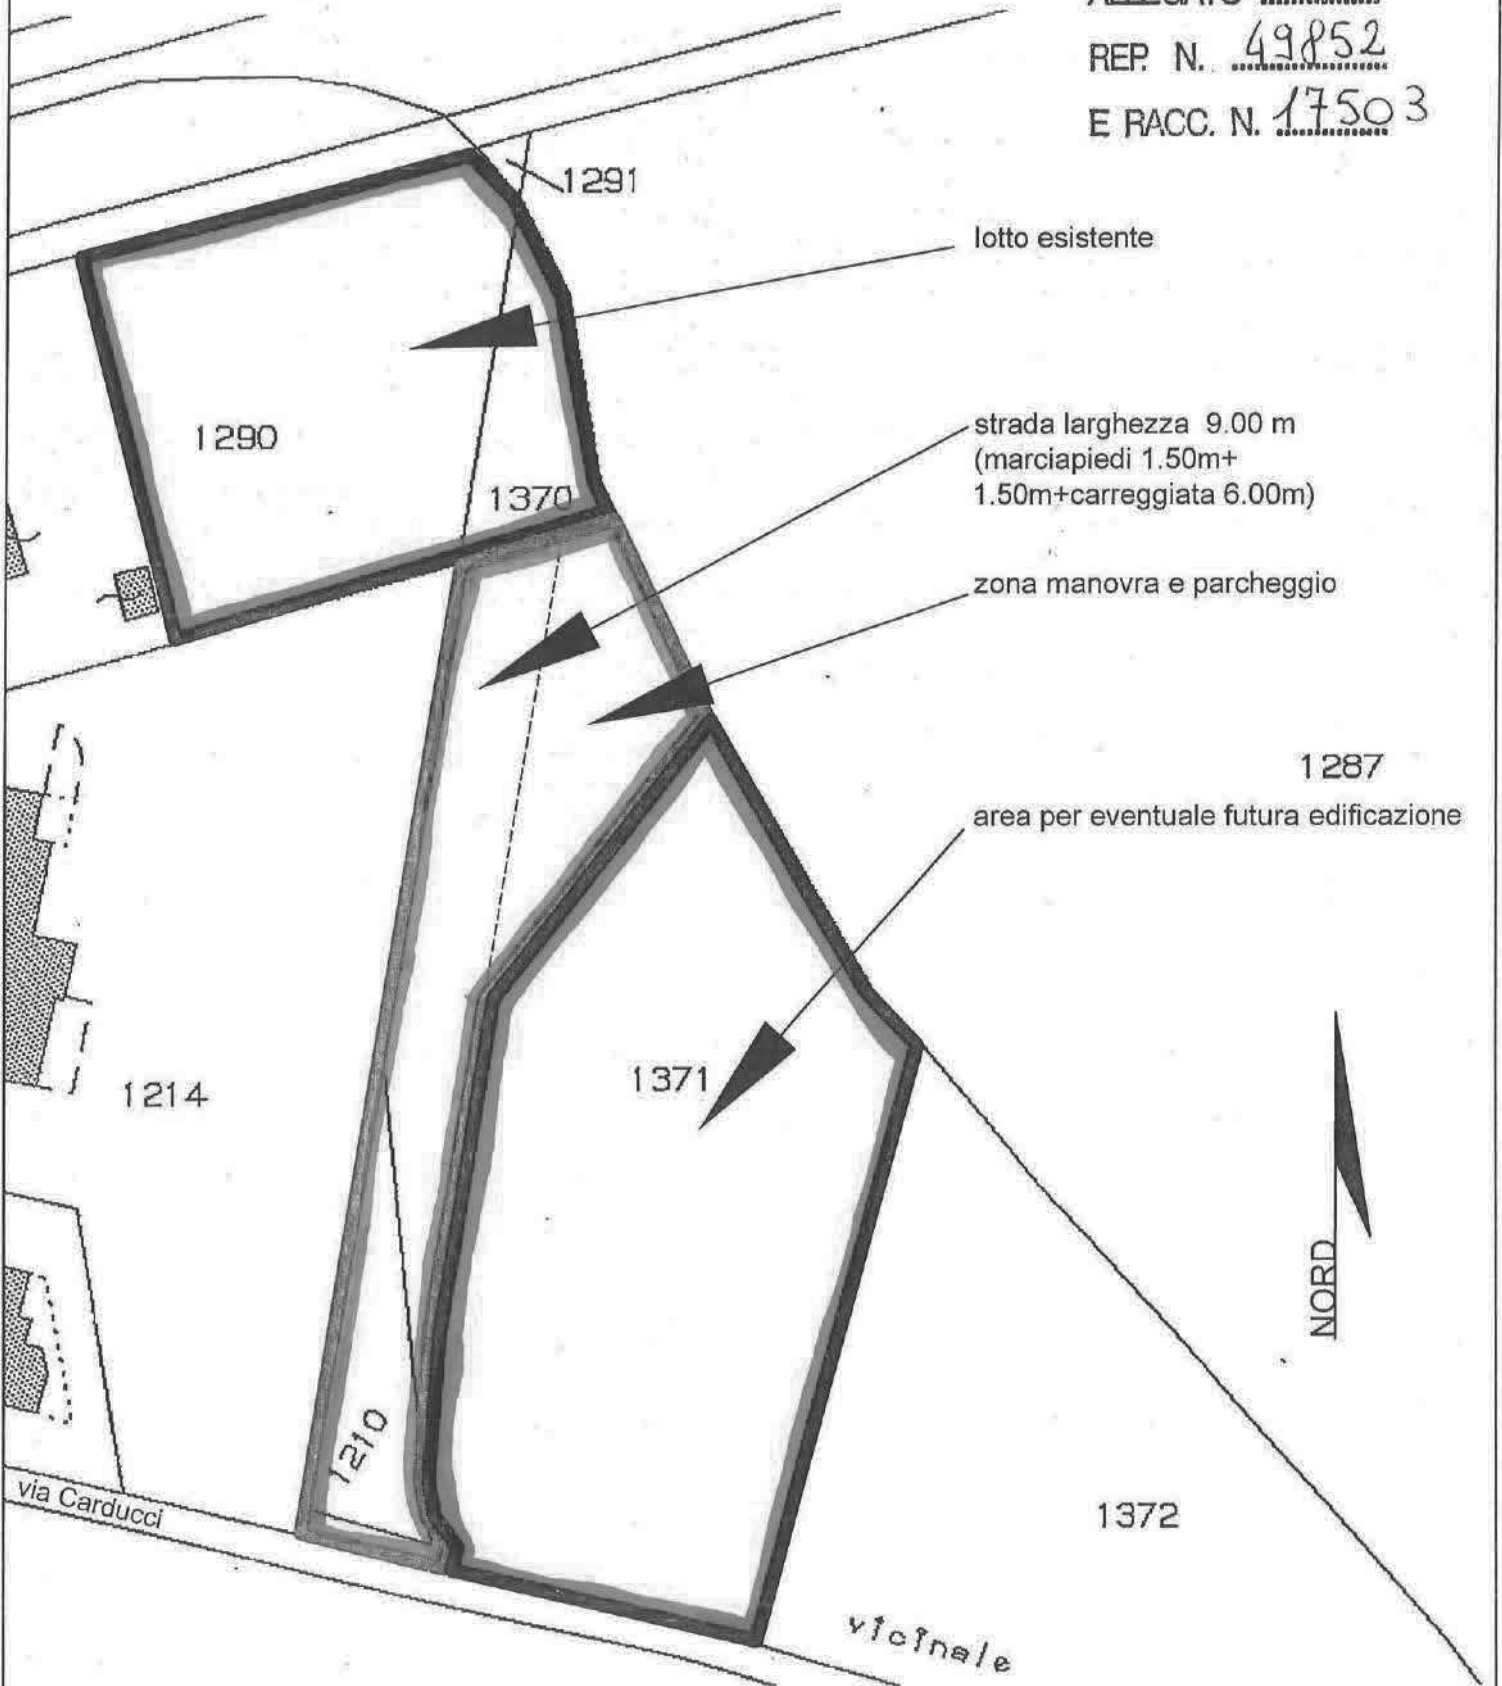 REP. N. 49852
E RACC. N. 17503
1291
lotto esistente
1290
strada larghezza 9.00 m
(marciapiedi 1.50m+
1.50m+carreggiata 6.00m)
1370
zona manovra e parcheggio
1287
area per eventuale futura edificazione
1371
1214
NORD
1210
via Carducci
1372
vicinale